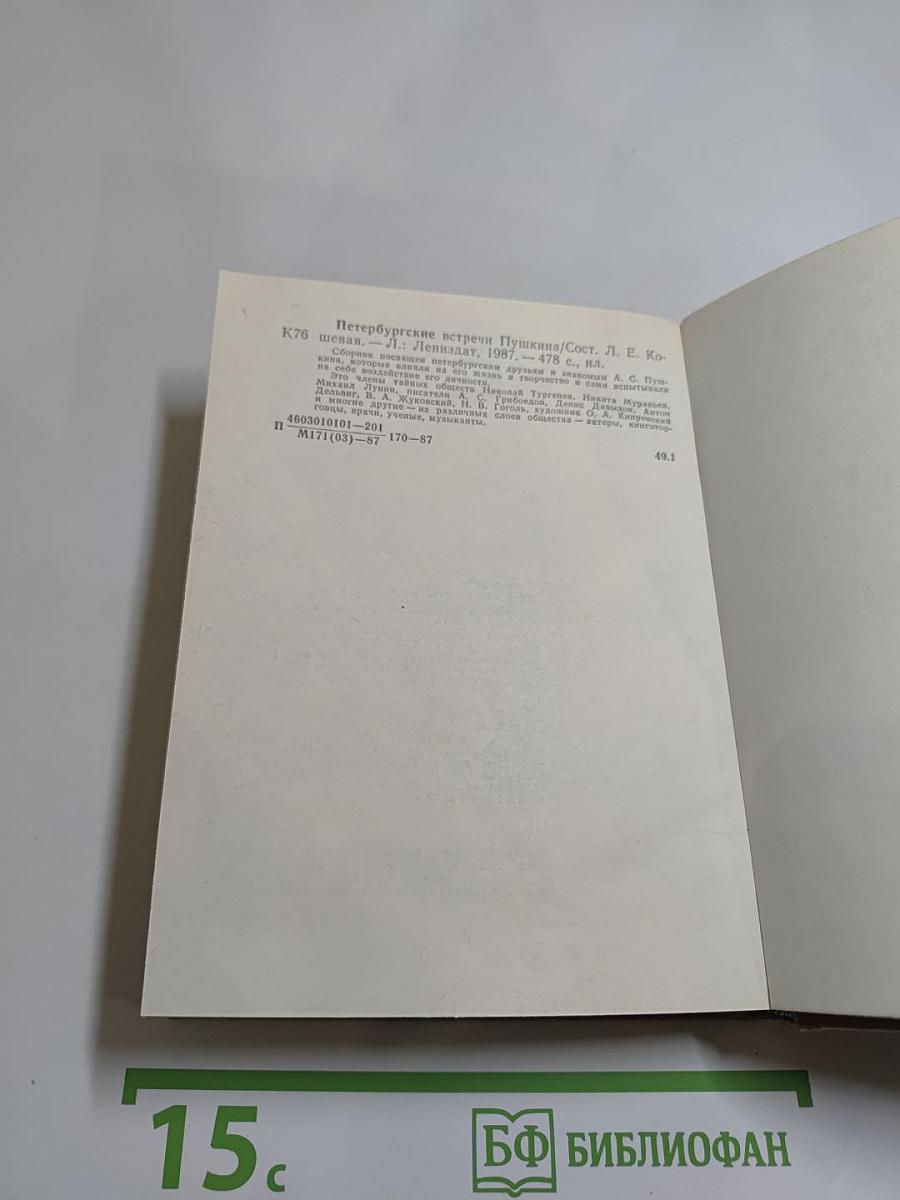 Петербургские встречи Пушкина/Сост. Л. Е. Ко-
К76 шевая. — Л.: Лениздат, 1987. — 478 с., ил.
Сборник посвящен петербургским друзьям и знакомым А. С. Пуш-
кина, которые влияли на его жизнь и творчество и сами испытывали
на себе воздействие его личности.
Это члены тайных обществ Николай Тургенев, Никита Муравьев,
Михаил Лунин, писатели А. С. Грибоедов, Денис Давыдов, Антон
Дельвиг, В. А. Жуковский, Н. В. Гоголь, художник О. А. Кипренский
и многие другие — из различных слоев общества — актеры, книготор-
говцы, врачи, ученые, музыканты.
П 4603010101—201
М171(03)—87 170—87
49.1
15 с
БФ БИБЛИОФАН